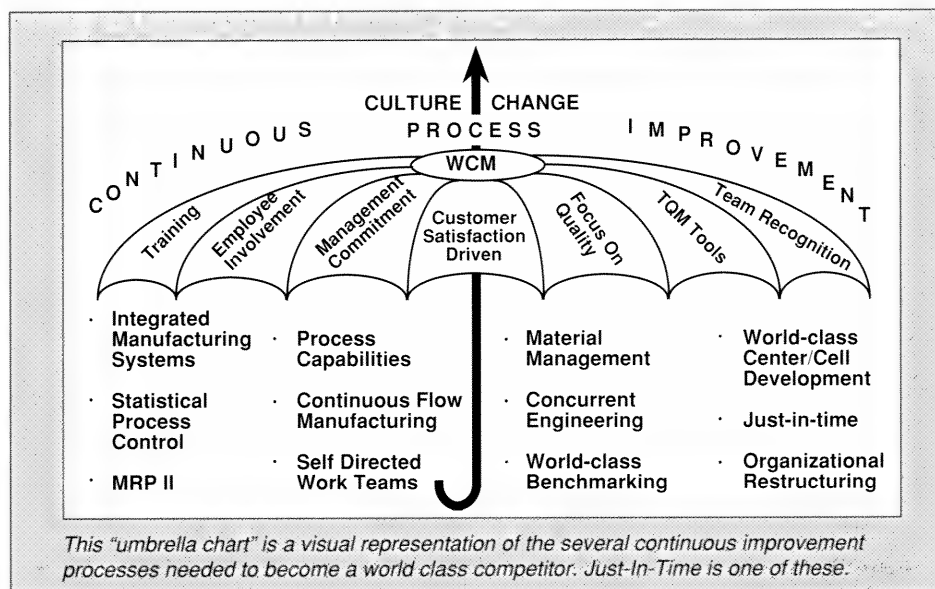 CULTURE CHANGE
CONTINUOUS PROCESS IMPROVEMENT
WCM
Training
Employee
Involvement
Management
Commitment
Customer
Satisfaction
Driven
Focus On
Quality
TQM Tools
Team Recognition
· Integrated
Manufacturing
Systems
· Statistical
Process
Control
· MRP II
· Process
Capabilities
· Continuous Flow
Manufacturing
· Self Directed
Work Teams
· Material
Management
· Concurrent
Engineering
· World-class
Benchmarking
· World-class
Center/Cell
Development
· Just-in-time
· Organizational
Restructuring
This "umbrella chart" is a visual representation of the several continuous improvement
processes needed to become a world class competitor. Just-In-Time is one of these.